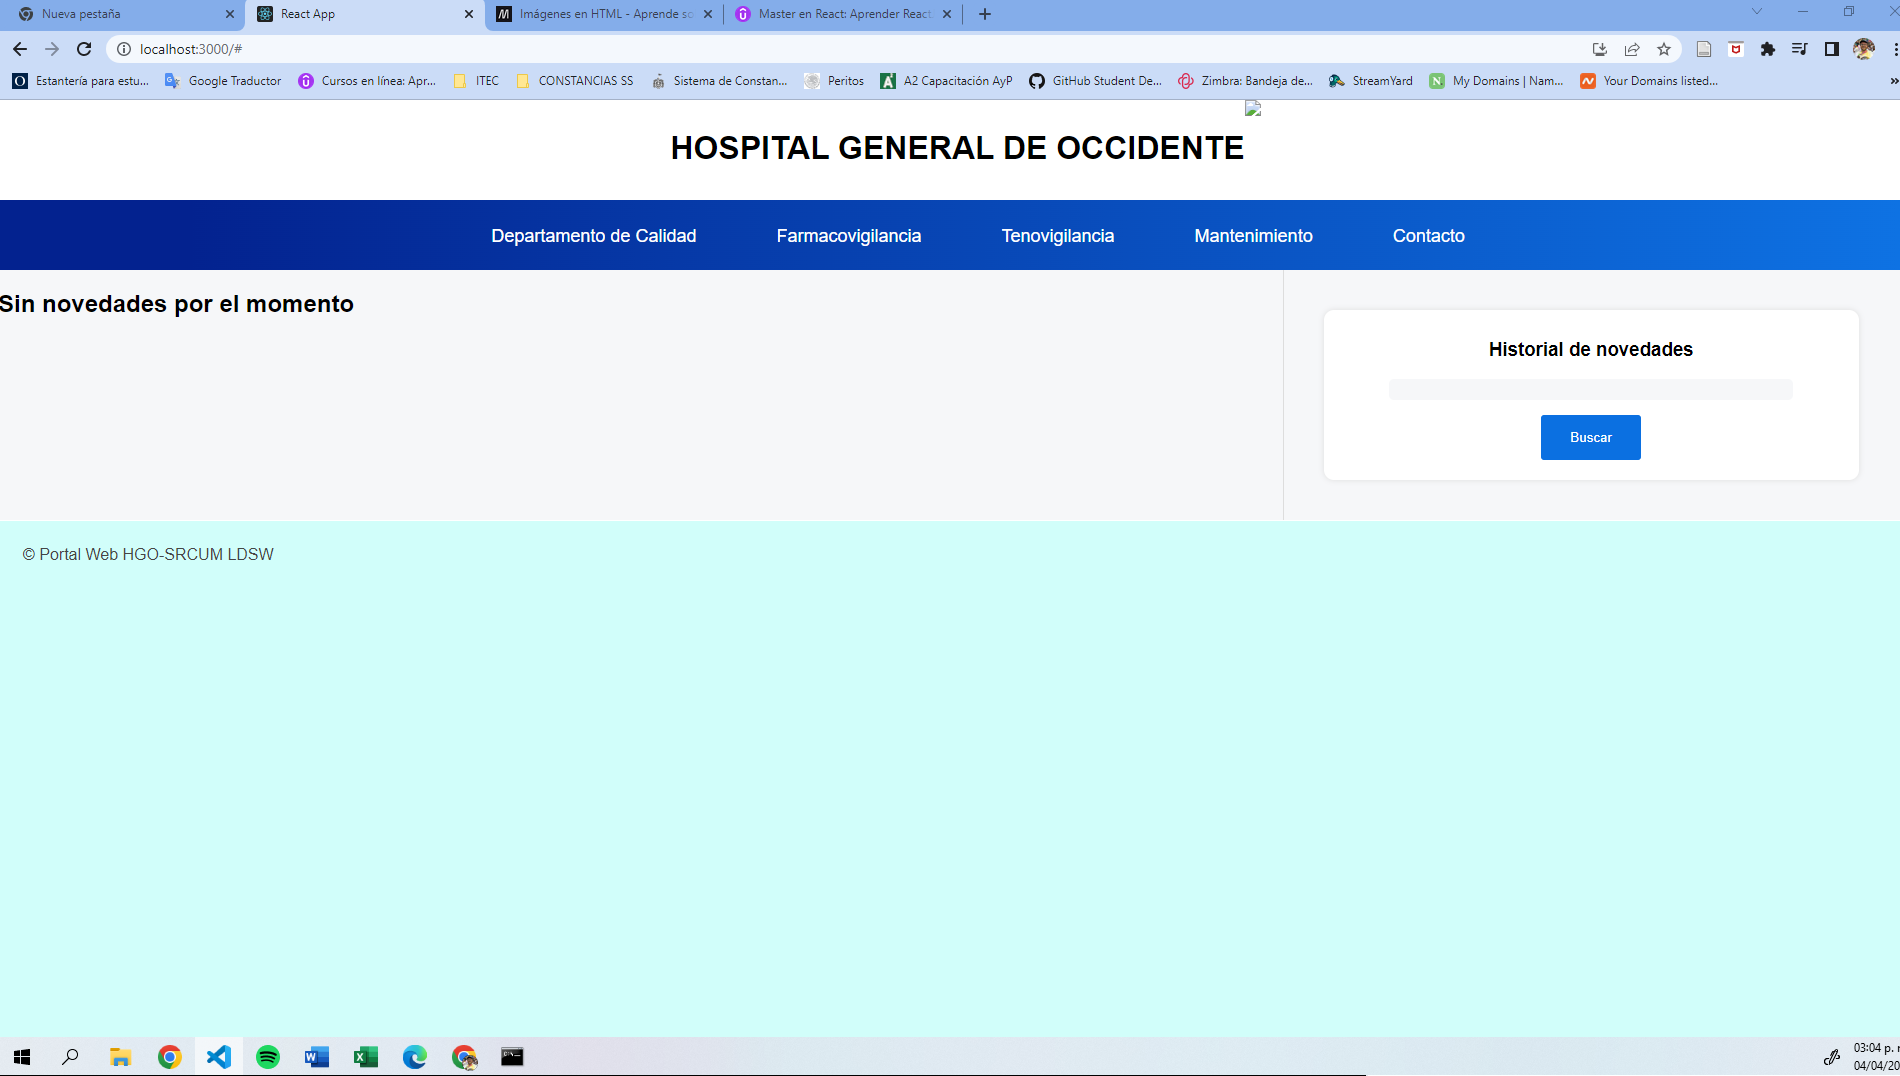 Nueva pestaña
React App
Imágenes en HTML - Aprende so
Master en React: Aprender React
localhost:3000/#
Estantería para estu...
Google Traductor
Cursos en línea: Apr...
ITEC
CONSTANCIAS SS
Sistema de Constan...
Peritos
A2 Capacitación AyP
GitHub Student De...
Zimbra: Bandeja de...
StreamYard
My Domains | Nam...
Your Domains listed...
»
HOSPITAL GENERAL DE OCCIDENTE
Departamento de Calidad
Farmacovigilancia
Tenovigilancia
Mantenimiento
Contacto
Sin novedades por el momento
Historial de novedades
Buscar
© Portal Web HGO-SRCUM LDSW
03:04 p. 
04/04/20